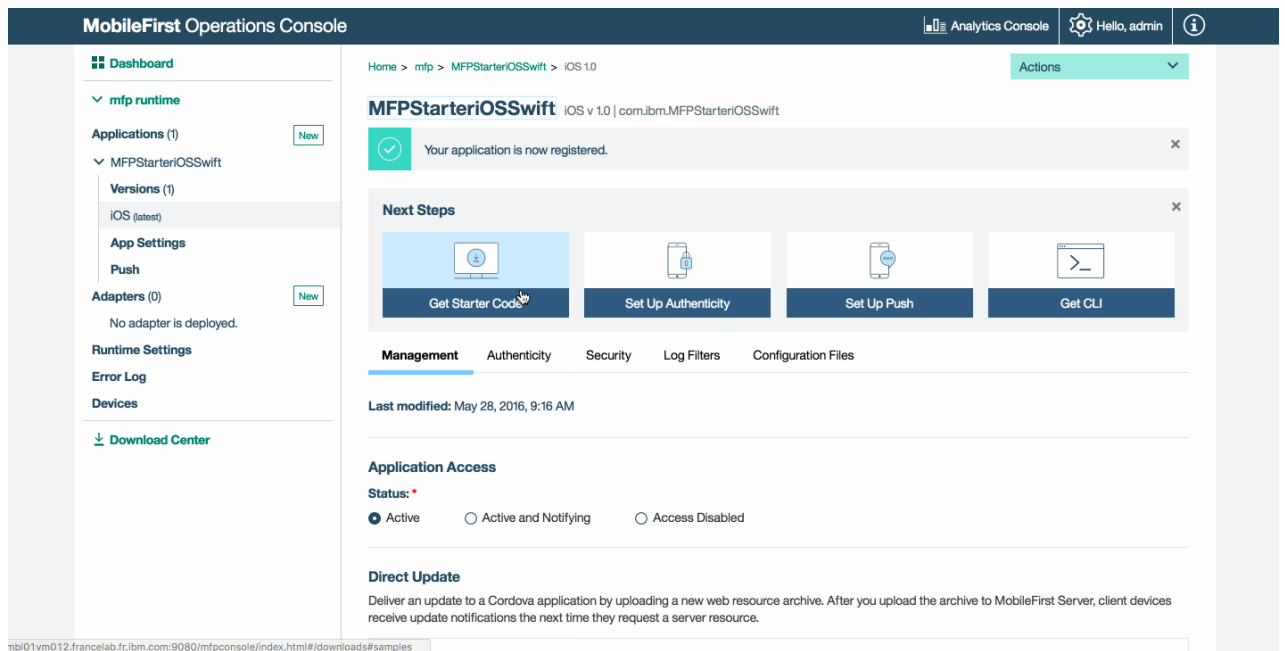 MobileFirst Operations Console
Analytics Console
Hello, admin
Dashboard
mfp runtime
Applications (1)
New
MFPStarteriOSSwift
Versions (1)
iOS (latest)
App Settings
Push
Adapters (0)
New
No adapter is deployed.
Runtime Settings
Error Log
Devices
Download Center
Home > mfp > MFPStarteriOSSwift > iOS 1.0
Actions
MFPStarteriOSSwift iOS v 1.0 | com.ibm.MFPStarteriOSSwift
Your application is now registered.
Next Steps
Get Starter Code
Set Up Authenticity
Set Up Push
Get CLI
Management
Authenticity
Security
Log Filters
Configuration Files
Last modified: May 28, 2016, 9:16 AM
Application Access
Status: *
Active
Active and Notifying
Access Disabled
Direct Update
Deliver an update to a Cordova application by uploading a new web resource archive. After you upload the archive to MobileFirst Server, client devices
receive update notifications the next time they request a server resource.
mbl01vm012.francelab.fr.ibm.com:9080/mfpconsole/index.html#/downloads#samples